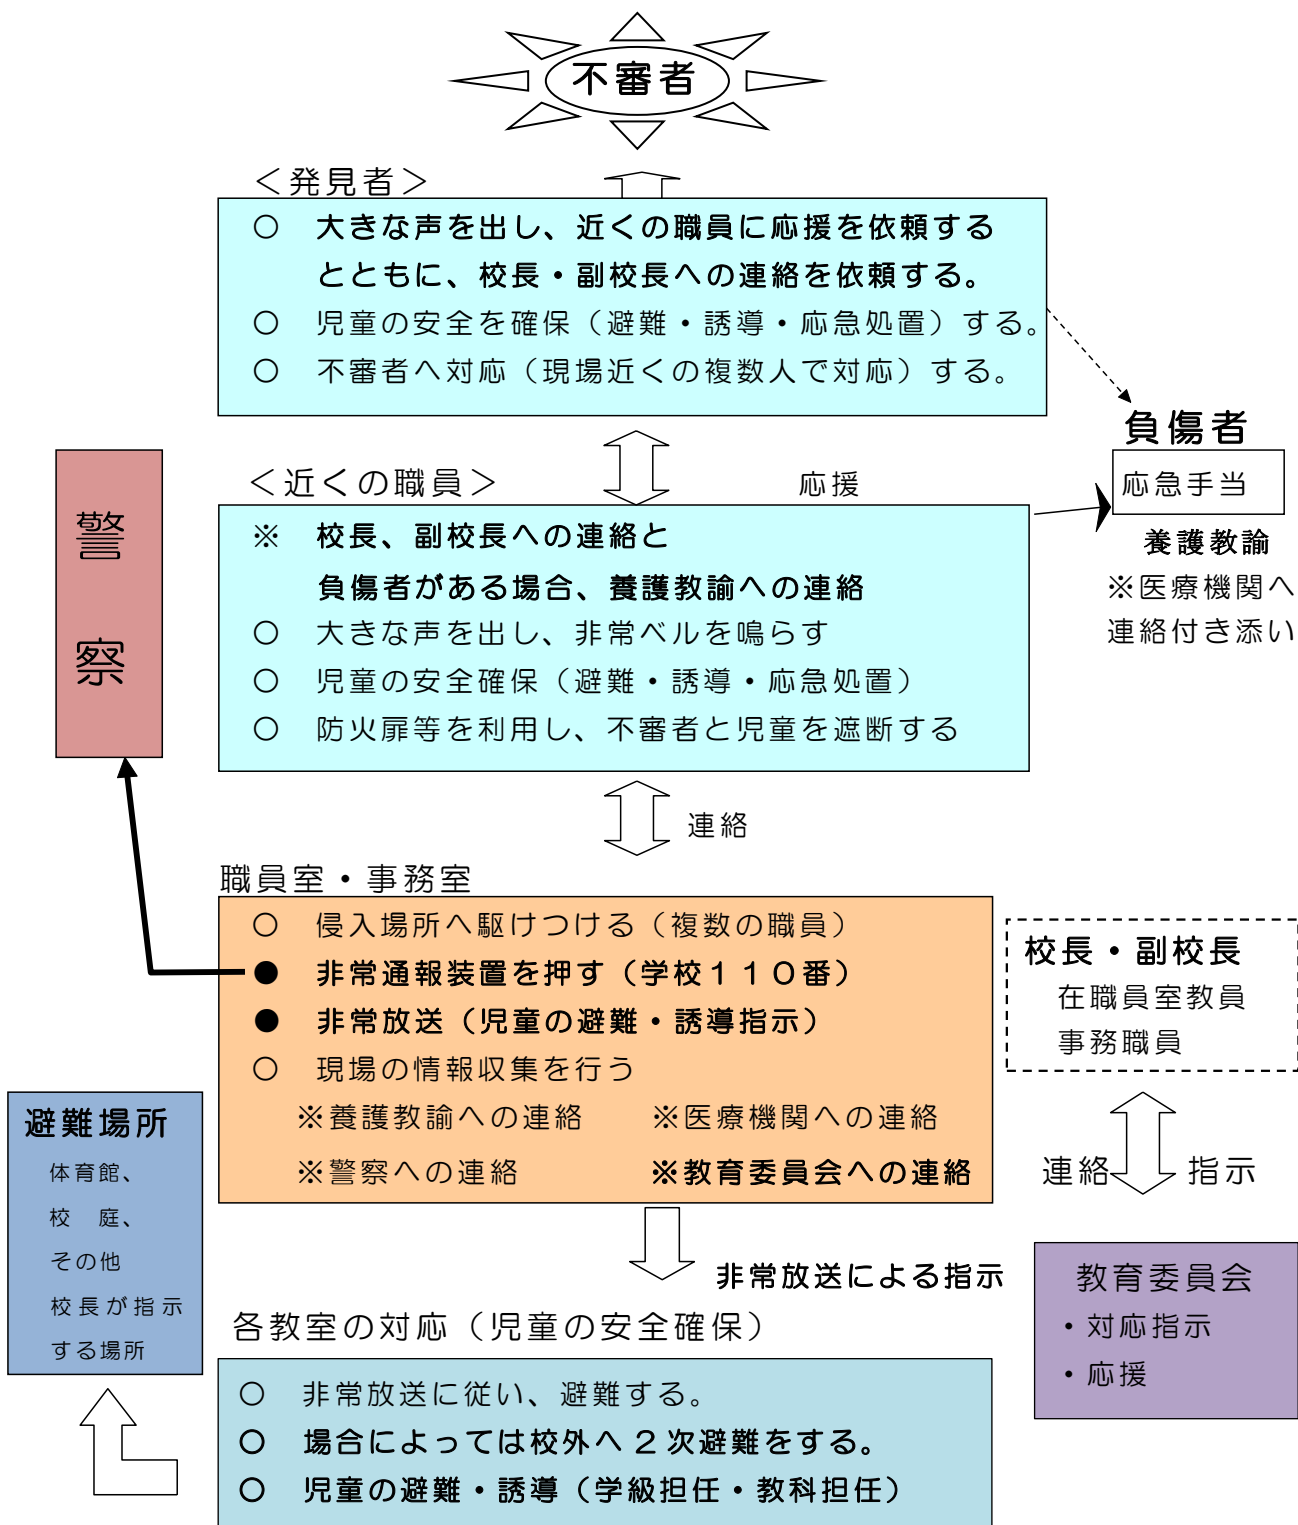 不審者
＜発見者＞
○　大きな声を出し、近くの職員に応援を依頼する
とともに、校長・副校長への連絡を依頼する。
○　児童の安全を確保（避難・誘導・応急処置）する。
○　不審者へ対応（現場近くの複数人で対応）する。
負傷者
応急手当
養護教諭
※医療機関へ
連絡付き添い
警
察
＜近くの職員＞
応援
※　校長、副校長への連絡と
負傷者がある場合、養護教諭への連絡
○　大きな声を出し、非常ベルを鳴らす
○　児童の安全確保（避難・誘導・応急処置）
○　防火扉等を利用し、不審者と児童を遮断する
連絡
職員室・事務室
○　侵入場所へ駆けつける（複数の職員）
●　非常通報装置を押す（学校１１０番）
●　非常放送（児童の避難・誘導指示）
○　現場の情報収集を行う
※養護教諭への連絡　　※医療機関への連絡
※警察への連絡　　※教育委員会への連絡
校長・副校長
在職員室教員
事務職員
連絡　指示
教育委員会
・対応指示
・応援
避難場所
体育館、
校　庭、
その他
校長が指示
する場所
非常放送による指示
各教室の対応（児童の安全確保）
○　非常放送に従い、避難する。
○　場合によっては校外へ２次避難をする。
○　児童の避難・誘導（学級担任・教科担任）